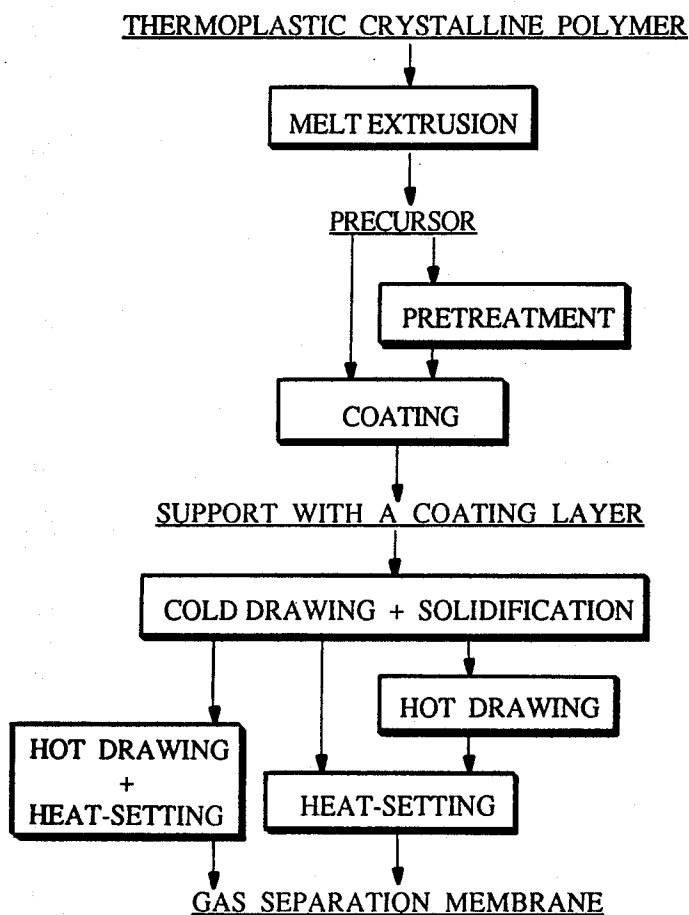 THERMOPLASTIC CRYSTALLINE POLYMER
MELT EXTRUSION
PRECURSOR
PRETREATMENT
COATING
SUPPORT WITH A COATING LAYER
COLD DRAWING + SOLIDIFICATION
HOT DRAWING
HOT DRAWING
+
HEAT-SETTING
HEAT-SETTING
GAS SEPARATION MEMBRANE